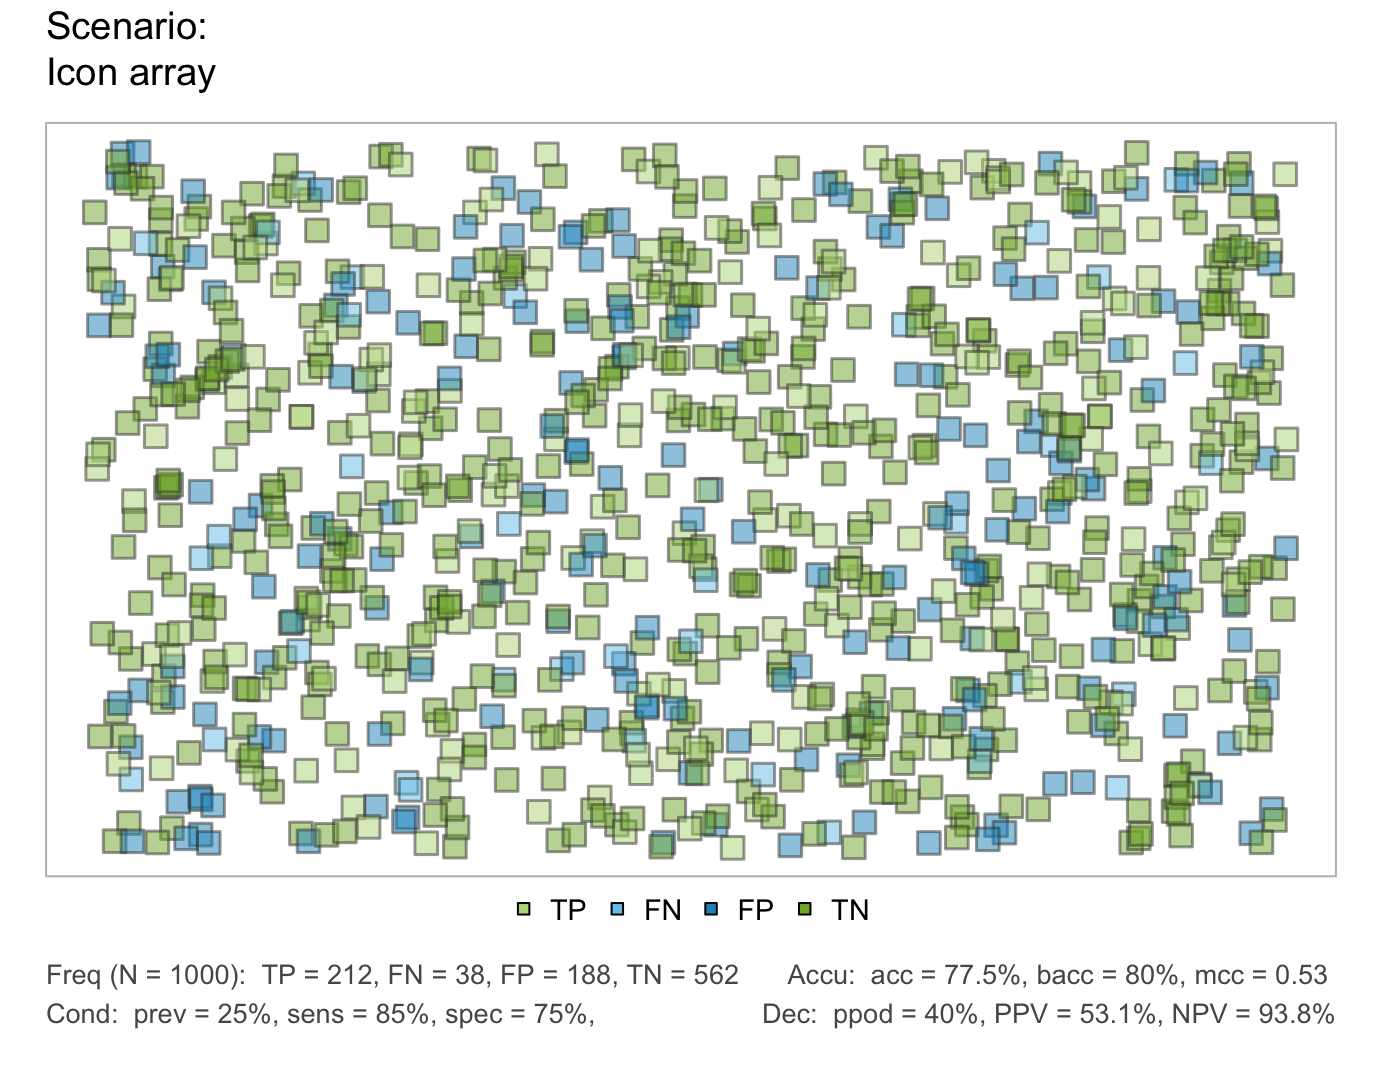 Scenario:
Icon array
TP FN FP TN
Freq (N = 1000): TP = 212, FN = 38, FP = 188, TN = 562 Accu: acc = 77.5%, bacc = 80%, mcc = 0.53
Cond: prev = 25%, sens = 85%, spec = 75%, Dec: ppod = 40%, PPV = 53.1%, NPV = 93.8%